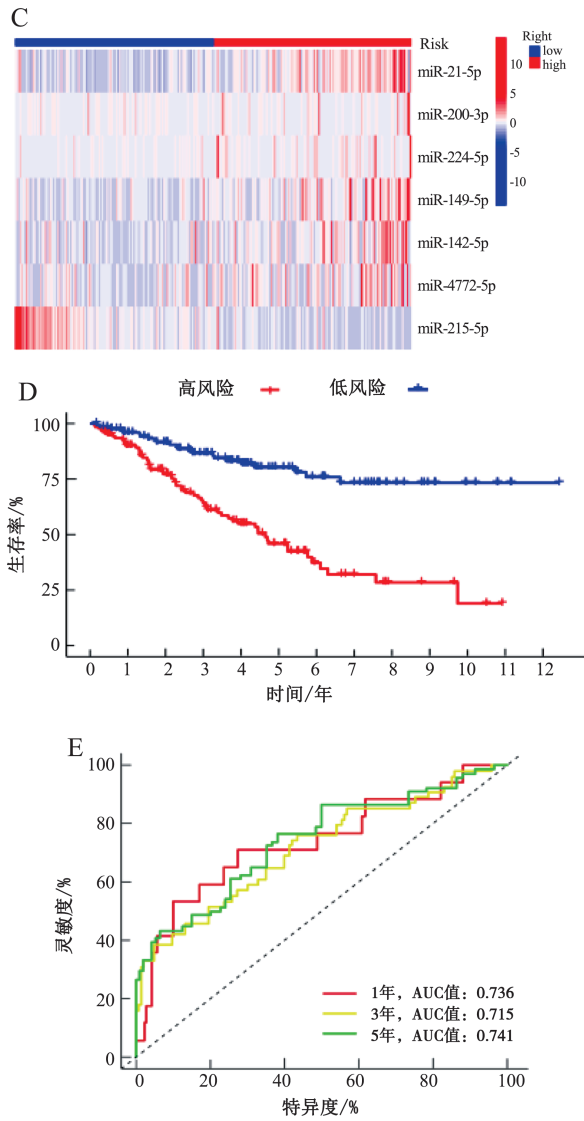 C
Risk
miR-21-5p
miR-200-3p
miR-224-5p
miR-149-5p
miR-142-5p
miR-4772-5p
miR-215-5p
10
5
0
-5
-10
Right
low
high
D
高风险 低风险
100
75
50
25
0
生存率/%
0 1 2 3 4 5 6 7 8 9 10 11 12
时间/年
E
100
80
60
40
20
0
灵敏度/%
1年，AUC值：0.736
3年，AUC值：0.715
5年，AUC值：0.741
0 20 40 60 80 100
特异度/%